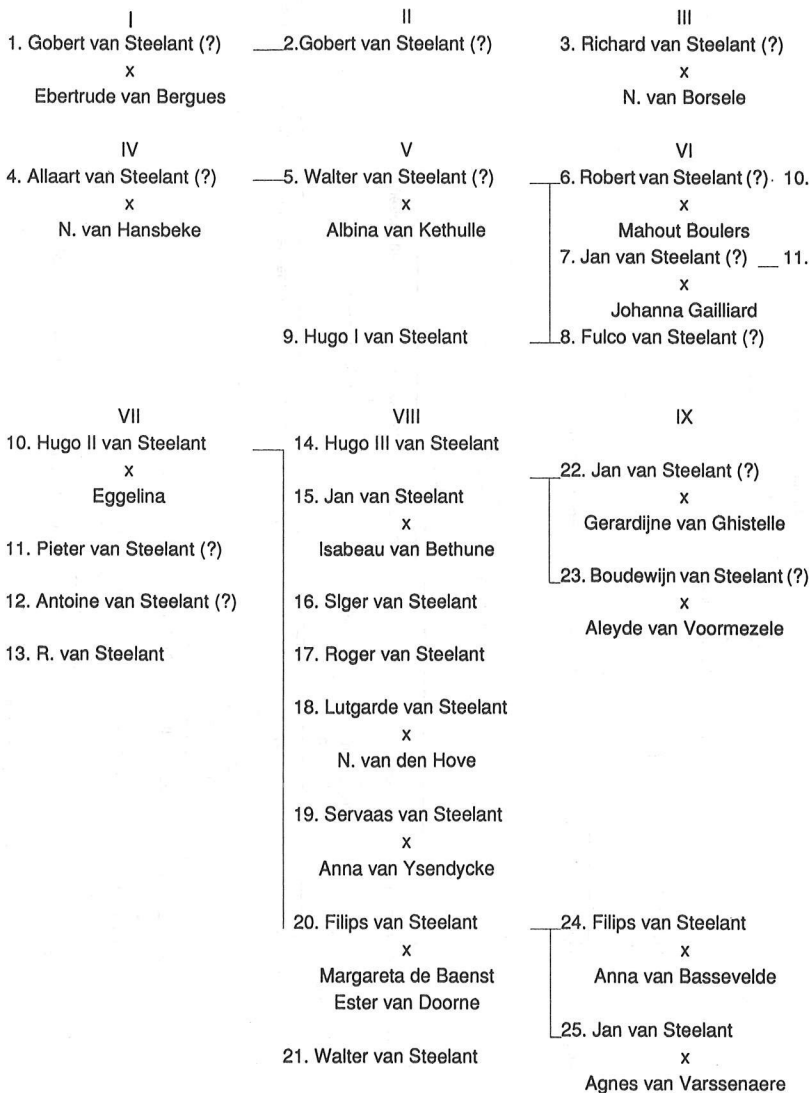 I II III
1. Gobert van Steelant (?) 2.Gobert van Steelant (?) 3. Richard van Steelant (?)
x x
Ebertrude van Bergues N. van Borsele
IV V VI
4. Allaart van Steelant (?) 5. Walter van Steelant (?) 6. Robert van Steelant (?) 10.
x x x
N. van Hansbeke Albina van Kethulle Mahout Boulers
7. Jan van Steelant (?) 11.
x
Johanna Gailliard
9. Hugo I van Steelant 8. Fulco van Steelant (?)
VII VIII IX
10. Hugo II van Steelant 14. Hugo III van Steelant
x 22. Jan van Steelant (?)
Eggelina 15. Jan van Steelant x
x Gerardijne van Ghistelle
11. Pieter van Steelant (?) Isabeau van Bethune
23. Boudewijn van Steelant (?)
12. Antoine van Steelant (?) 16. SIger van Steelant x
Aleyde van Voormezele
13. R. van Steelant 17. Roger van Steelant
18. Lutgarde van Steelant
x
N. van den Hove
19. Servaas van Steelant
x
Anna van Ysendycke
20. Filips van Steelant 24. Filips van Steelant
x x
Margareta de Baenst Anna van Bassevelde
Ester van Doorne
25. Jan van Steelant
21. Walter van Steelant x
Agnes van Varssenaere